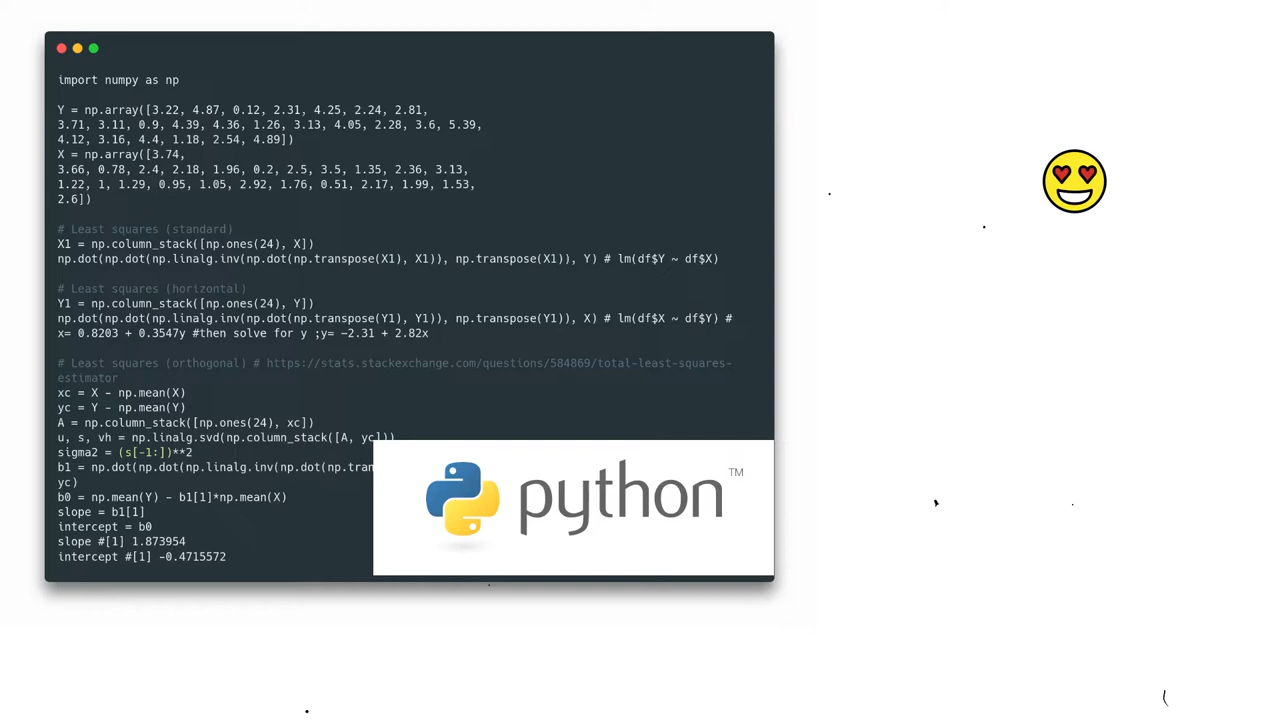 import numpy as np
Y = np.array([3.22, 4.87, 0.12, 2.31, 4.25, 2.24, 2.81,
3.71, 3.11, 0.9, 4.39, 4.36, 1.26, 3.13, 4.05, 2.28, 3.6, 5.39,
4.12, 3.16, 4.4, 1.18, 2.54, 4.89])
X = np.array([3.74,
3.66, 0.78, 2.4, 2.18, 1.96, 0.2, 2.5, 3.5, 1.35, 2.36, 3.13,
1.22, 1, 1.29, 0.95, 1.05, 2.92, 1.76, 0.51, 2.17, 1.99, 1.53,
2.6])
# Least squares (standard)
X1 = np.column_stack([np.ones(24), X])
np.dot(np.dot(np.linalg.inv(np.dot(np.transpose(X1), X1)), np.transpose(X1)), Y) # lm(df$Y ~ df$X)
# Least squares (horizontal)
Y1 = np.column_stack([np.ones(24), Y])
np.dot(np.dot(np.linalg.inv(np.dot(np.transpose(Y1), Y1)), np.transpose(Y1)), X) # lm(df$X ~ df$Y) #
x= 0.8203 + 0.3547y #then solve for y ;y= -2.31 + 2.82x
# Least squares (orthogonal) # https://stats.stackexchange.com/questions/584869/total-least-squares-
estimator
xc = X - np.mean(X)
yc = Y - np.mean(Y)
A = np.column_stack([np.ones(24), xc])
u, s, vh = np.linalg.svd(np.column_stack([A, yc]))
sigma2 = (s[-1:])**2
b1 = np.dot(np.dot(np.linalg.inv(np.dot(np.tran
yc)
b0 = np.mean(Y) - b1[1]*np.mean(X)
slope = b1[1]
intercept = b0
slope #[1] 1.873954
intercept #[1] -0.4715572
python™
(